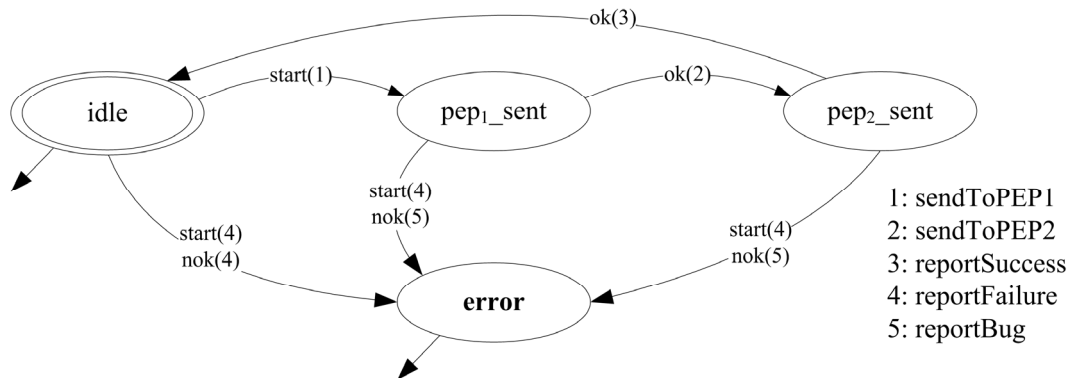 ok(3)
start(1)
ok(2)
idle
pep₁_sent
pep₂_sent
start(4)
nok(4)
start(4)
nok(5)
start(4)
nok(5)
error
1: sendToPEP1
2: sendToPEP2
3: reportSuccess
4: reportFailure
5: reportBug